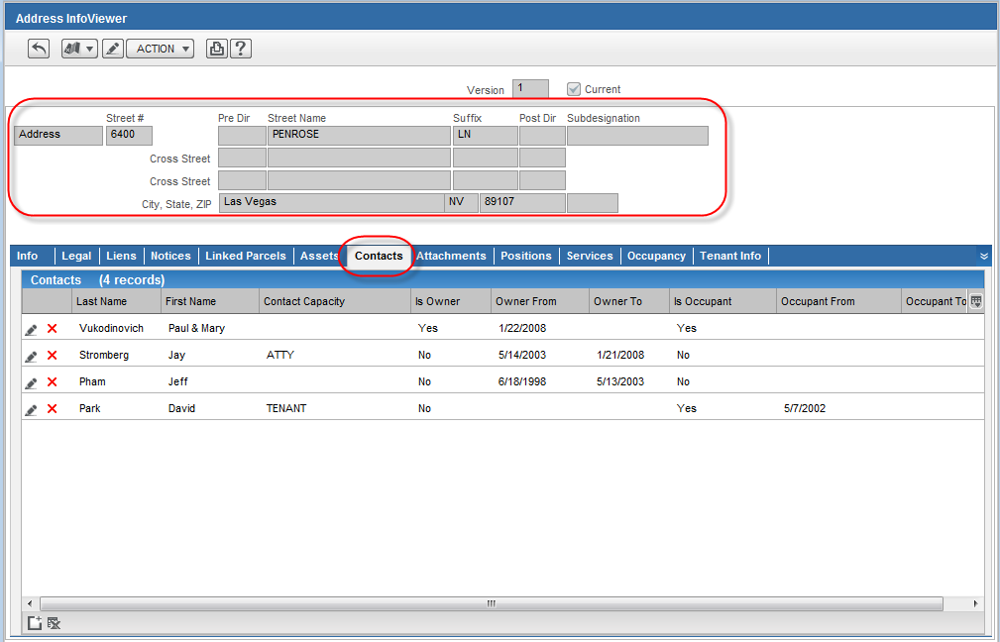 Address InfoViewer
ACTION
Version 1 Current
Street # Pre Dir Street Name Suffix Post Dir Subdesignation
Address 6400 PENROSE LN
Cross Street
Cross Street
City, State, ZIP Las Vegas NV 89107
Info Legal Liens Notices Linked Parcels Assets Contacts Attachments Positions Services Occupancy Tenant Info
Contacts (4 records)
Last Name First Name Contact Capacity Is Owner Owner From Owner To Is Occupant Occupant From Occupant To
Vukodinovich Paul & Mary Yes 1/22/2008 Yes
Stromberg Jay ATTY No 5/14/2003 1/21/2008 No
Pham Jeff No 6/18/1998 5/13/2003 No
Park David TENANT No Yes 5/7/2002